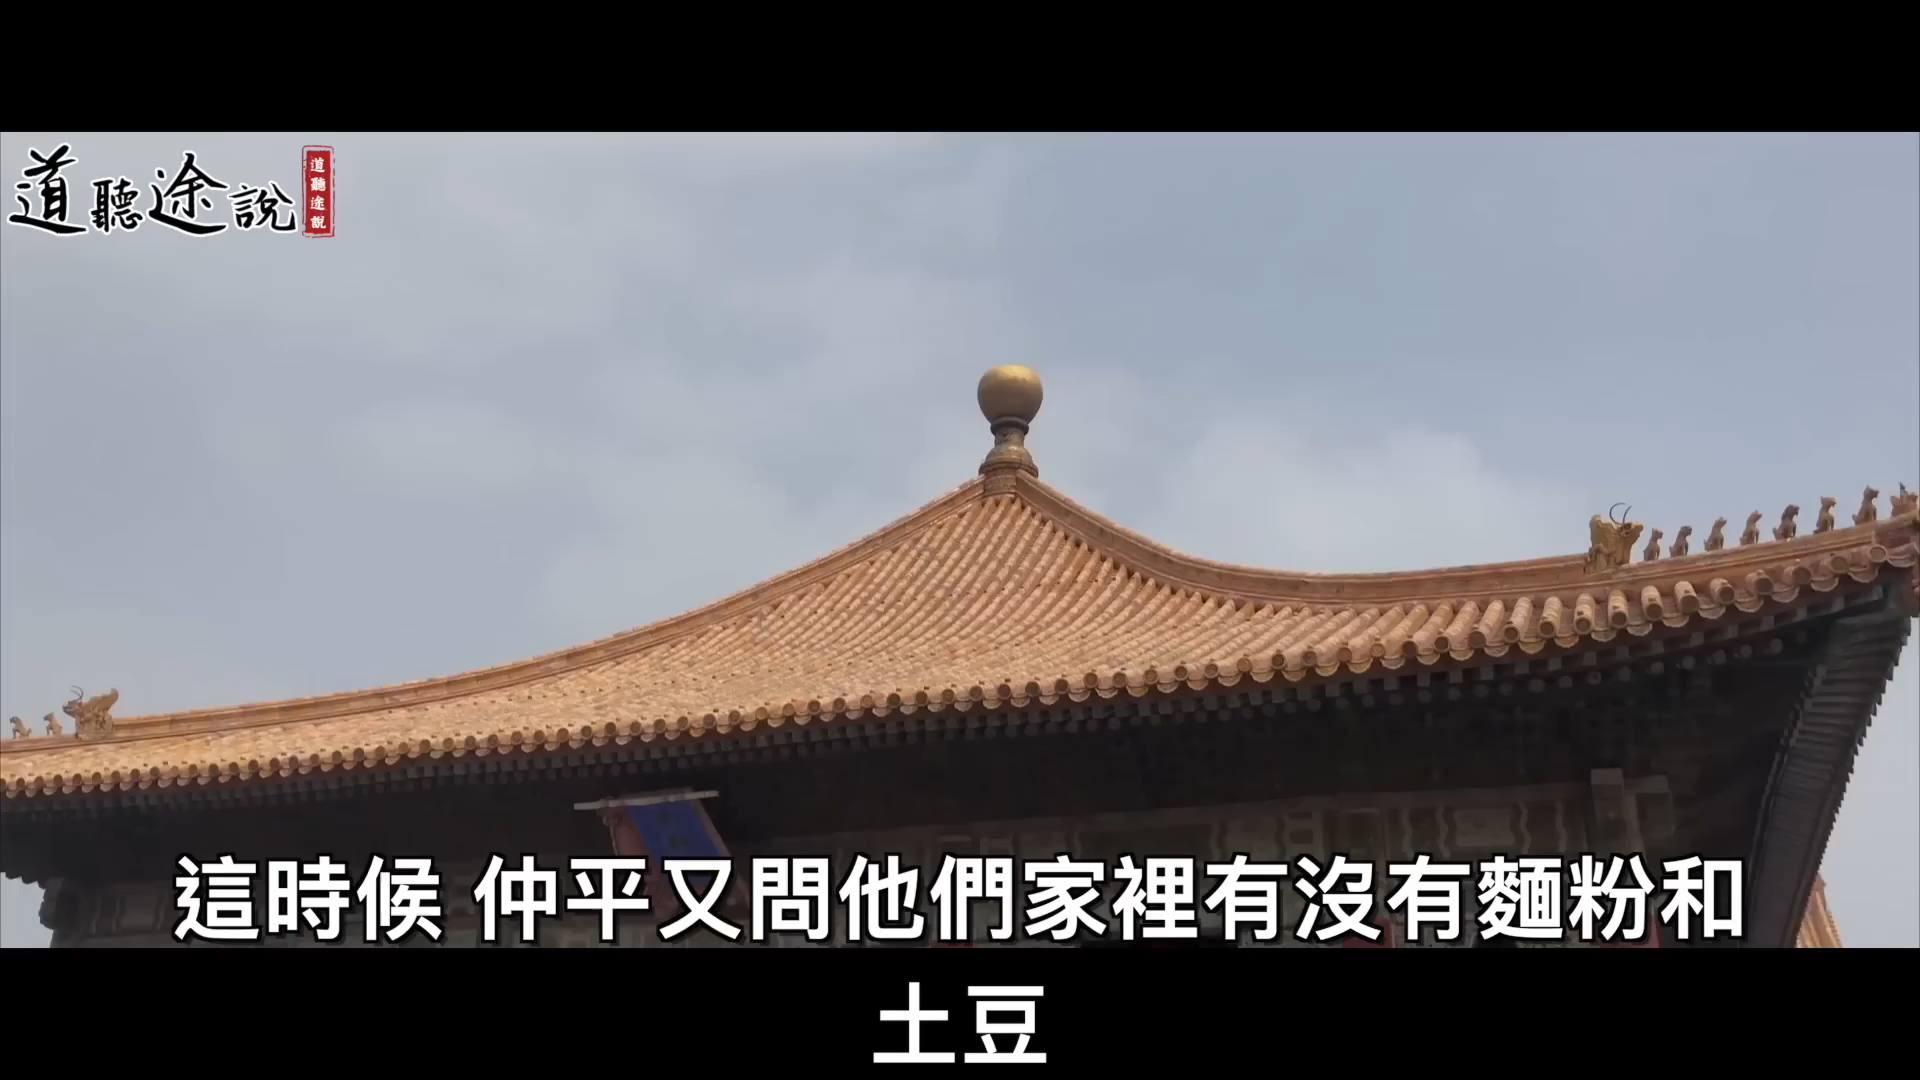 道聽途說
道聽途說
這時候 仲平又問他們家裡有沒有麵粉和
土豆